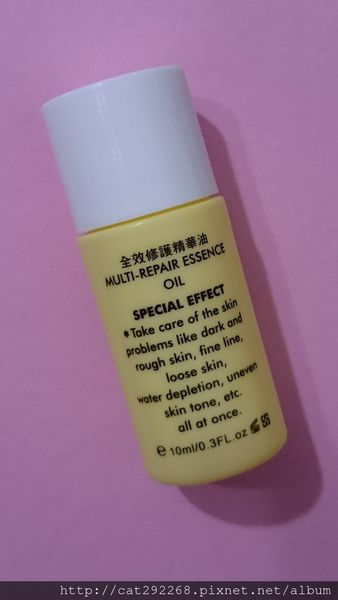 全效修護精華油
MULTI-REPAIR ESSENCE
OIL
SPECIAL EFFECT
*Take care of the skin
problems like dark and
rough skin, fine line,
loose skin,
water depletion, uneven
skin tone, etc.
all at once.
℮10ml/0.3FL.oz
http://cat292268.pixnet.net/album